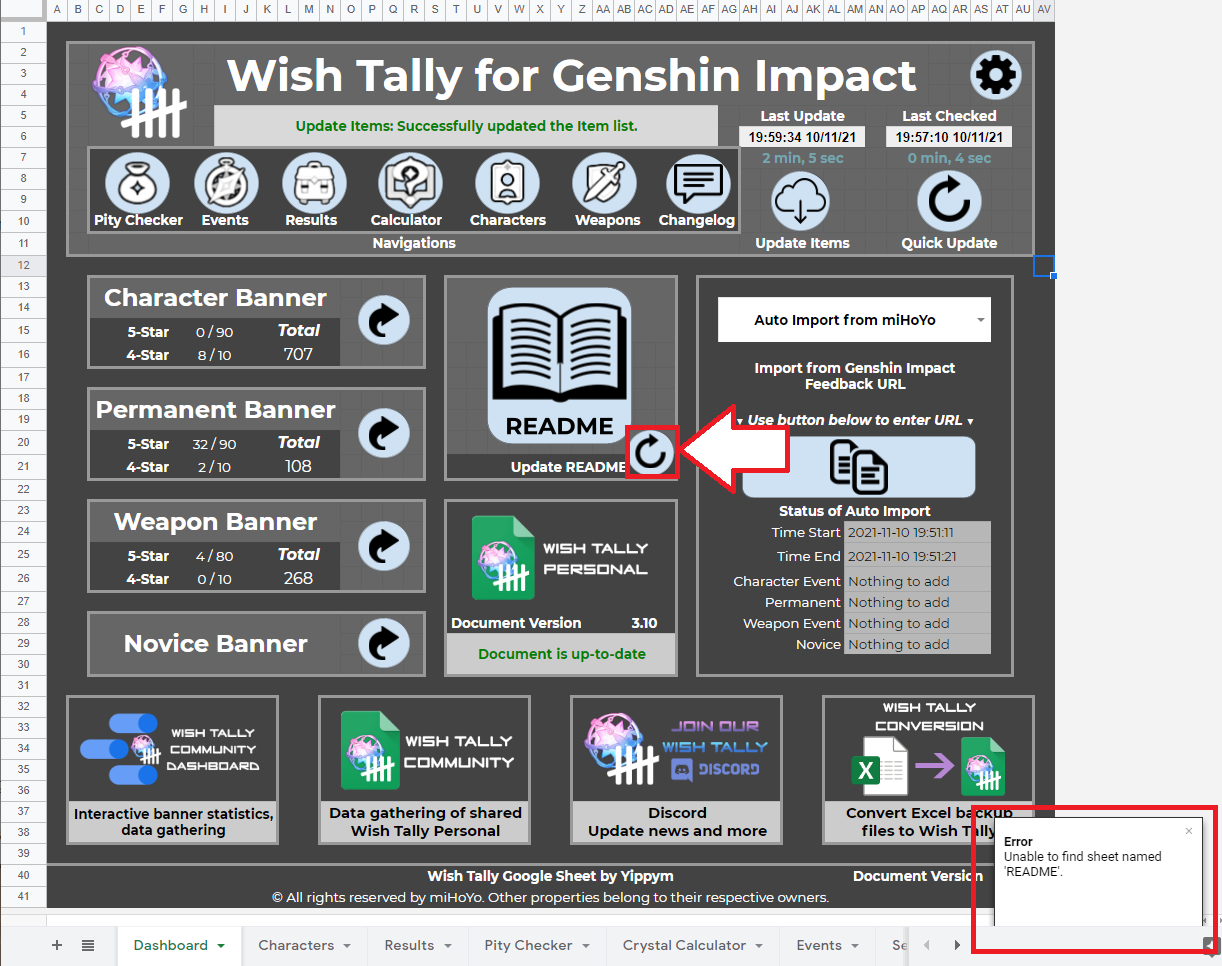 A B C D E F G H I J K L M N O P Q R S T U V W X Y Z AA AB AC AD AE AF AG AH AI AJ AK AL AM AN AO AP AQ AR AS AT AU AV
1
2
3
4
5
6
7
8
9
10
11
12
13
14
15
16
17
18
19
20
21
22
23
24
25
26
27
28
29
30
31
32
33
34
35
36
37
38
39
40
41
Wish Tally for Genshin Impact
Update Items: Successfully updated the Item list.
Last Update
19:59:34 10/11/21
2 min, 5 sec
Update Items
Last Checked
19:57:10 10/11/21
0 min, 4 sec
Quick Update
Pity Checker Events Results Calculator Characters Weapons Changelog
Navigations
Character Banner
5-Star 0 / 90 Total
4-Star 8 / 10 707
Permanent Banner
5-Star 32 / 90 Total
4-Star 2 / 10 108
Weapon Banner
5-Star 4 / 80 Total
4-Star 0 / 10 268
Novice Banner
README
Update README
WISH TALLY
PERSONAL
Document Version 3.10
Document is up-to-date
Auto Import from miHoYo
Import from Genshin Impact
Feedback URL
▼ Use button below to enter URL ▼
Status of Auto Import
Time Start 2021-11-10 19:51:11
Time End 2021-11-10 19:51:21
Character Event Nothing to add
Permanent Nothing to add
Weapon Event Nothing to add
Novice Nothing to add
WISH TALLY
COMMUNITY
DASHBOARD
Interactive banner statistics,
data gathering
WISH TALLY
COMMUNITY
Data gathering of shared
Wish Tally Personal
JOIN OUR
WISH TALLY
DISCORD
Discord
Update news and more
WISH TALLY
CONVERSION
X
Convert Excel backup
files to Wish Tally
Wish Tally Google Sheet by Yippym
Document Version
© All rights reserved by miHoYo. Other properties belong to their respective owners.
Error
Unable to find sheet named
'README'.
Dashboard Characters Results Pity Checker Crystal Calculator Events Se